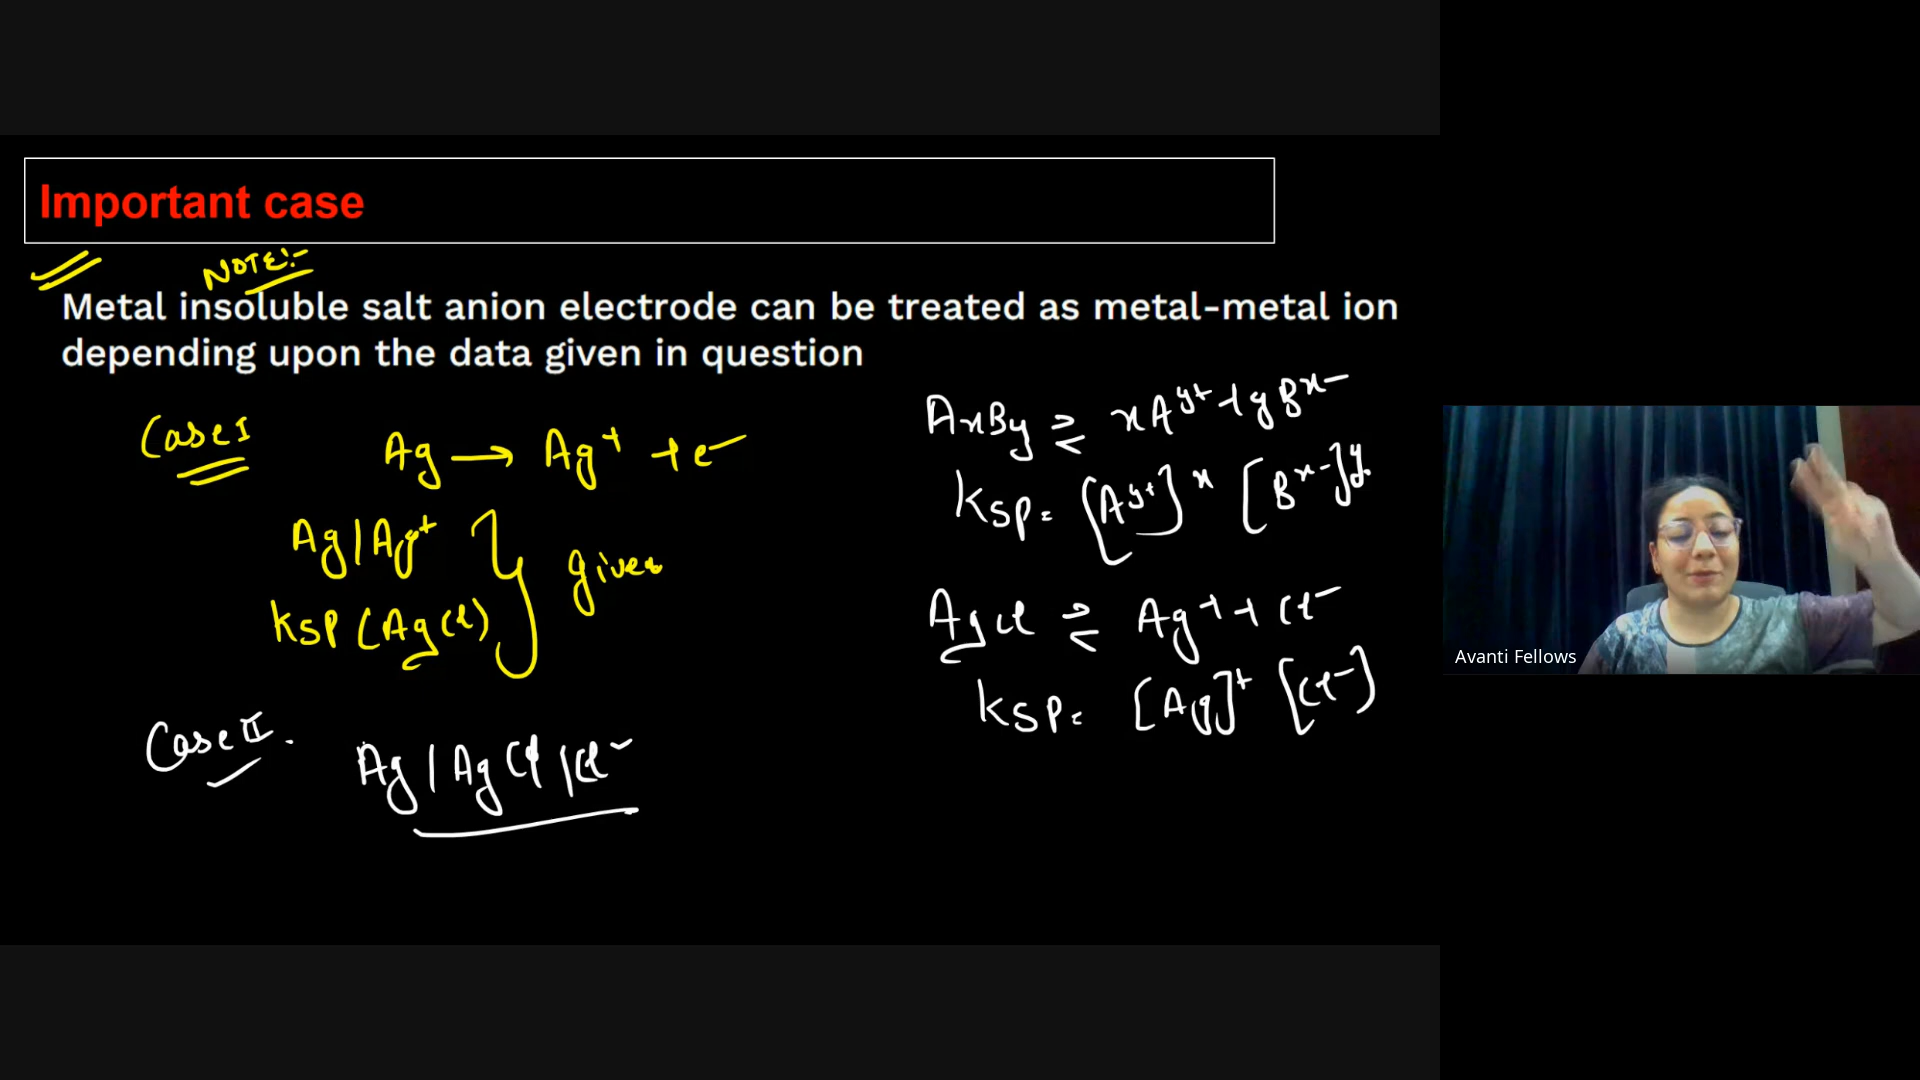 Important case
NOTE:-
Metal insoluble salt anion electrode can be treated as metal-metal ion
depending upon the data given in question
Case I
Ag → Ag⁺ + e⁻
Ag | Ag⁺
Ksp (AgCl)
} given
Case II.
Ag | AgCl | Cl⁻
AxBy ⇌ xA^y+ + yB^x-
Ksp = [A^y+]^x [B^x-]^y.
AgCl ⇌ Ag⁺ + Cl⁻
Ksp = [Ag]⁺ [Cl⁻]
Avanti Fellows